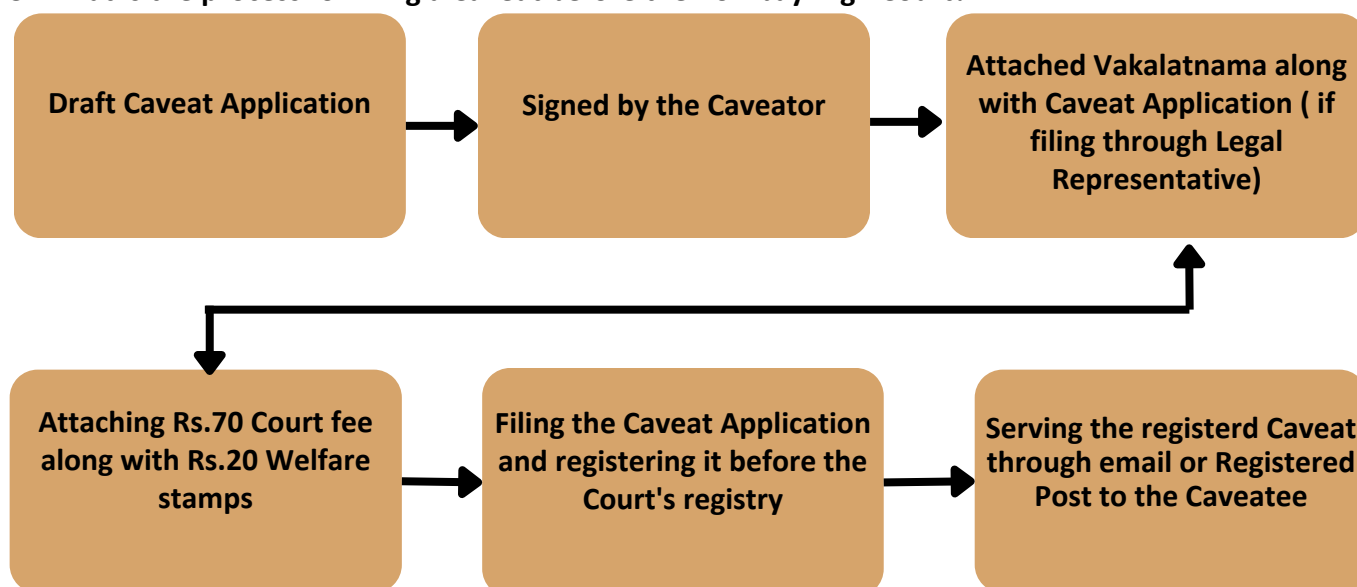 Draft Caveat Application
Signed by the Caveator
Attached Vakalatnama along
with Caveat Application ( if
filing through Legal
Representative)
Attaching Rs.70 Court fee
along with Rs.20 Welfare
stamps
Filing the Caveat Application
and registering it before the
Court's registry
Serving the registerd Caveat
through email or Registered
Post to the Caveatee